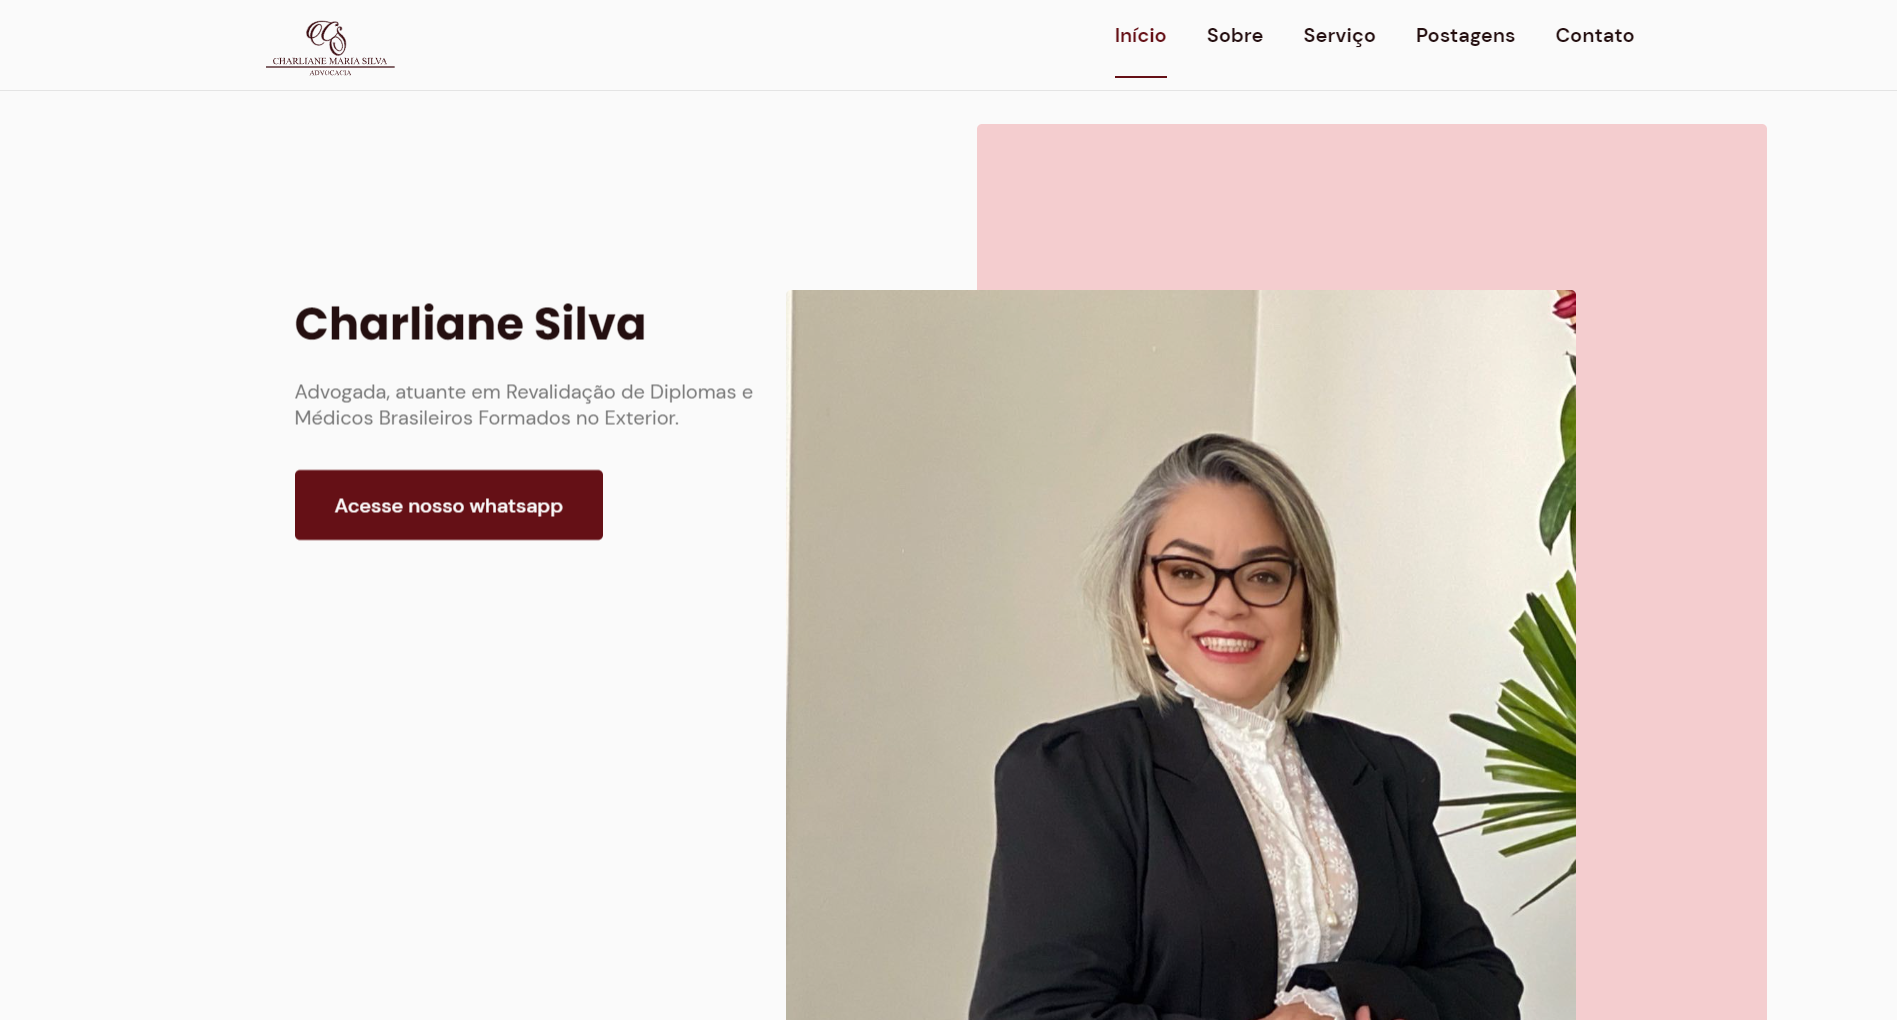 CHARLIANE MARIA SILVA
ADVOCACIA
Início Sobre Serviço Postagens Contato
Charliane Silva
Advogada, atuante em Revalidação de Diplomas e
Médicos Brasileiros Formados no Exterior.
Acesse nosso whatsapp